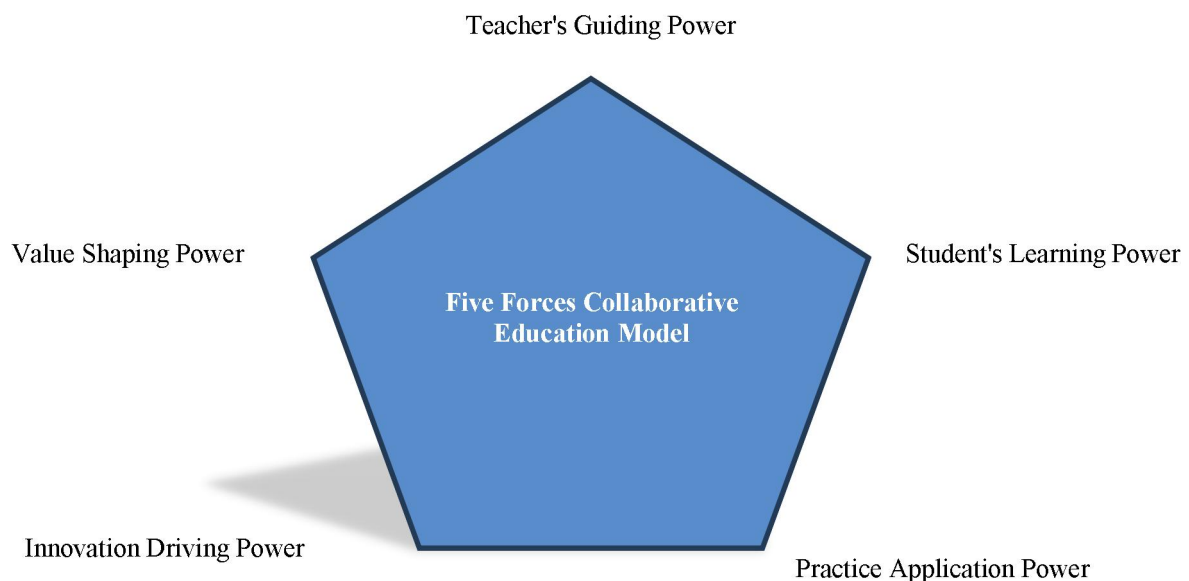 Teacher's Guiding Power
Value Shaping Power
Student's Learning Power
Five Forces Collaborative
Education Model
Innovation Driving Power
Practice Application Power